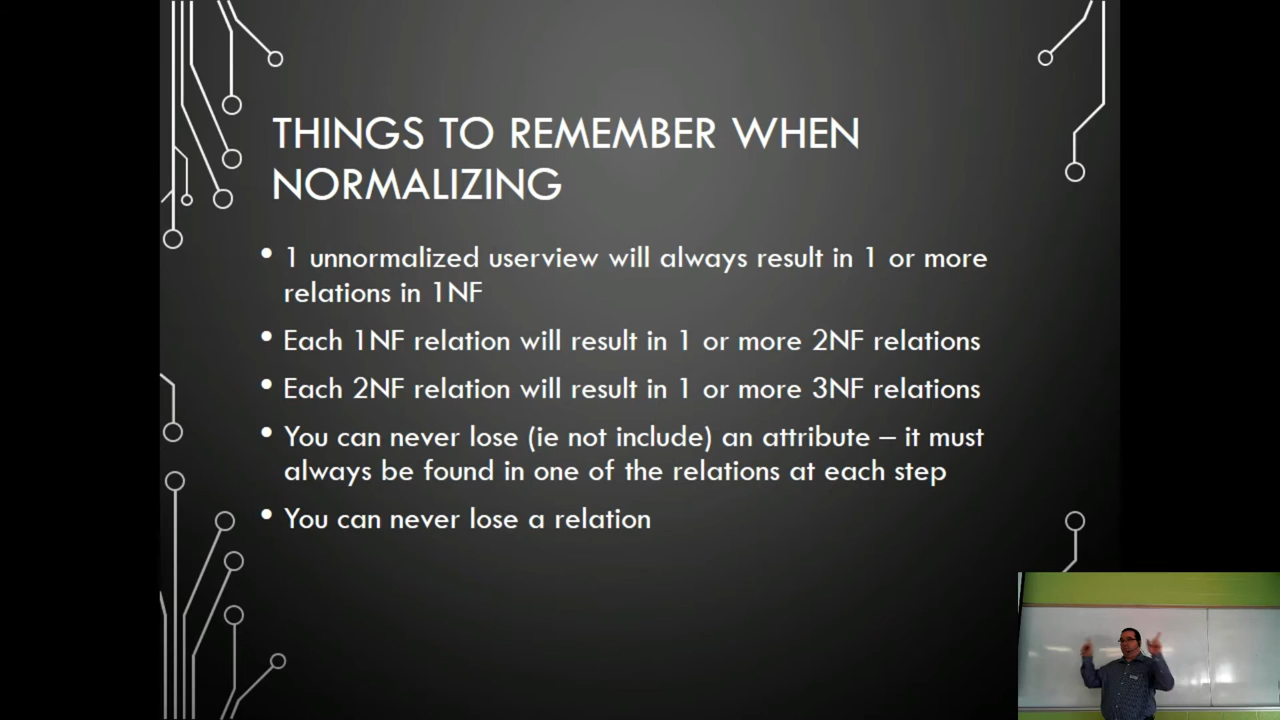 THINGS TO REMEMBER WHEN
NORMALIZING
• 1 unnormalized userview will always result in 1 or more
relations in 1NF
• Each 1NF relation will result in 1 or more 2NF relations
• Each 2NF relation will result in 1 or more 3NF relations
• You can never lose (ie not include) an attribute – it must
always be found in one of the relations at each step
• You can never lose a relation